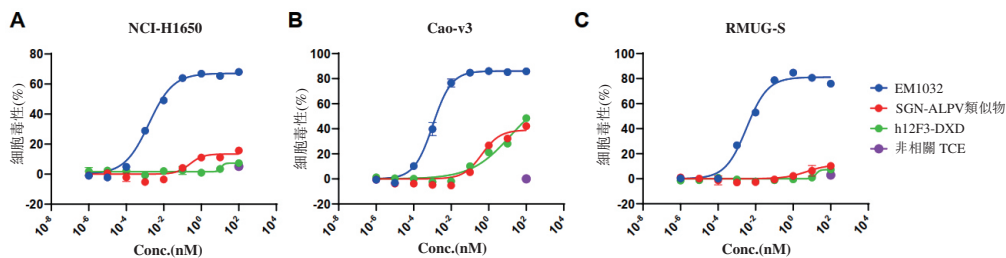 A
NCI-H1650
細胞毒性(%)
80
60
40
20
0
-20
10⁻⁸
10⁻⁶
10⁻⁴
10⁻²
10⁰
10²
10⁴
Conc.(nM)
B
Cao-v3
細胞毒性(%)
100
80
60
40
20
0
-20
10⁻⁸
10⁻⁶
10⁻⁴
10⁻²
10⁰
10²
10⁴
Conc.(nM)
C
RMUG-S
細胞毒性(%)
100
80
60
40
20
0
-20
10⁻⁸
10⁻⁶
10⁻⁴
10⁻²
10⁰
10²
10⁴
Conc.(nM)
EM1032
SGN-ALPV類似物
h12F3-DXD
非相關 TCE